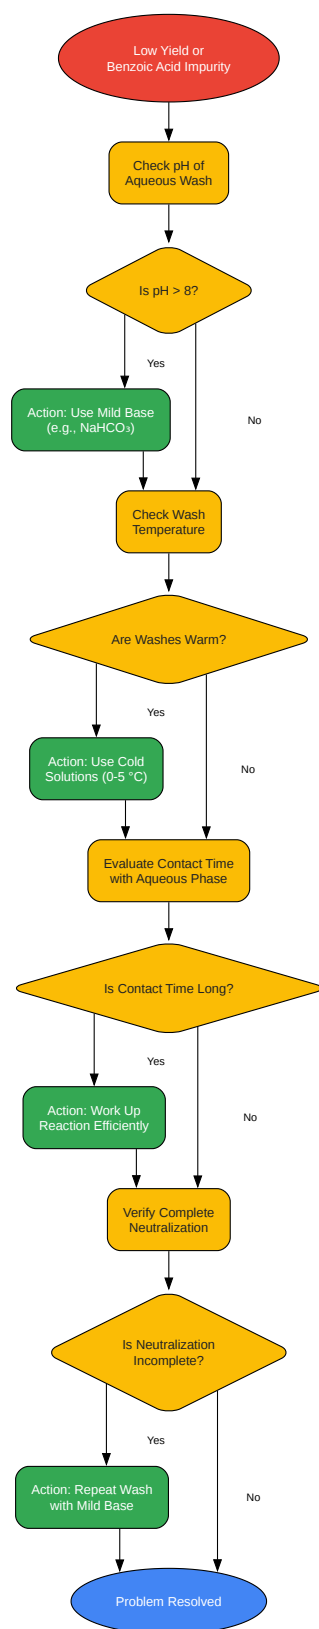 Low Yield or
Benzoic Acid Impurity
Check pH of
Aqueous Wash
Is pH > 8?
Yes
Action: Use Mild Base
(e.g., NaHCO₃)
No
Check Wash
Temperature
Are Washes Warm?
Yes
Action: Use Cold
Solutions (0-5 °C)
No
Evaluate Contact Time
with Aqueous Phase
Is Contact Time Long?
Yes
Action: Work Up
Reaction Efficiently
No
Verify Complete
Neutralization
Is Neutralization
Incomplete?
Yes
Action: Repeat Wash
with Mild Base
No
Problem Resolved